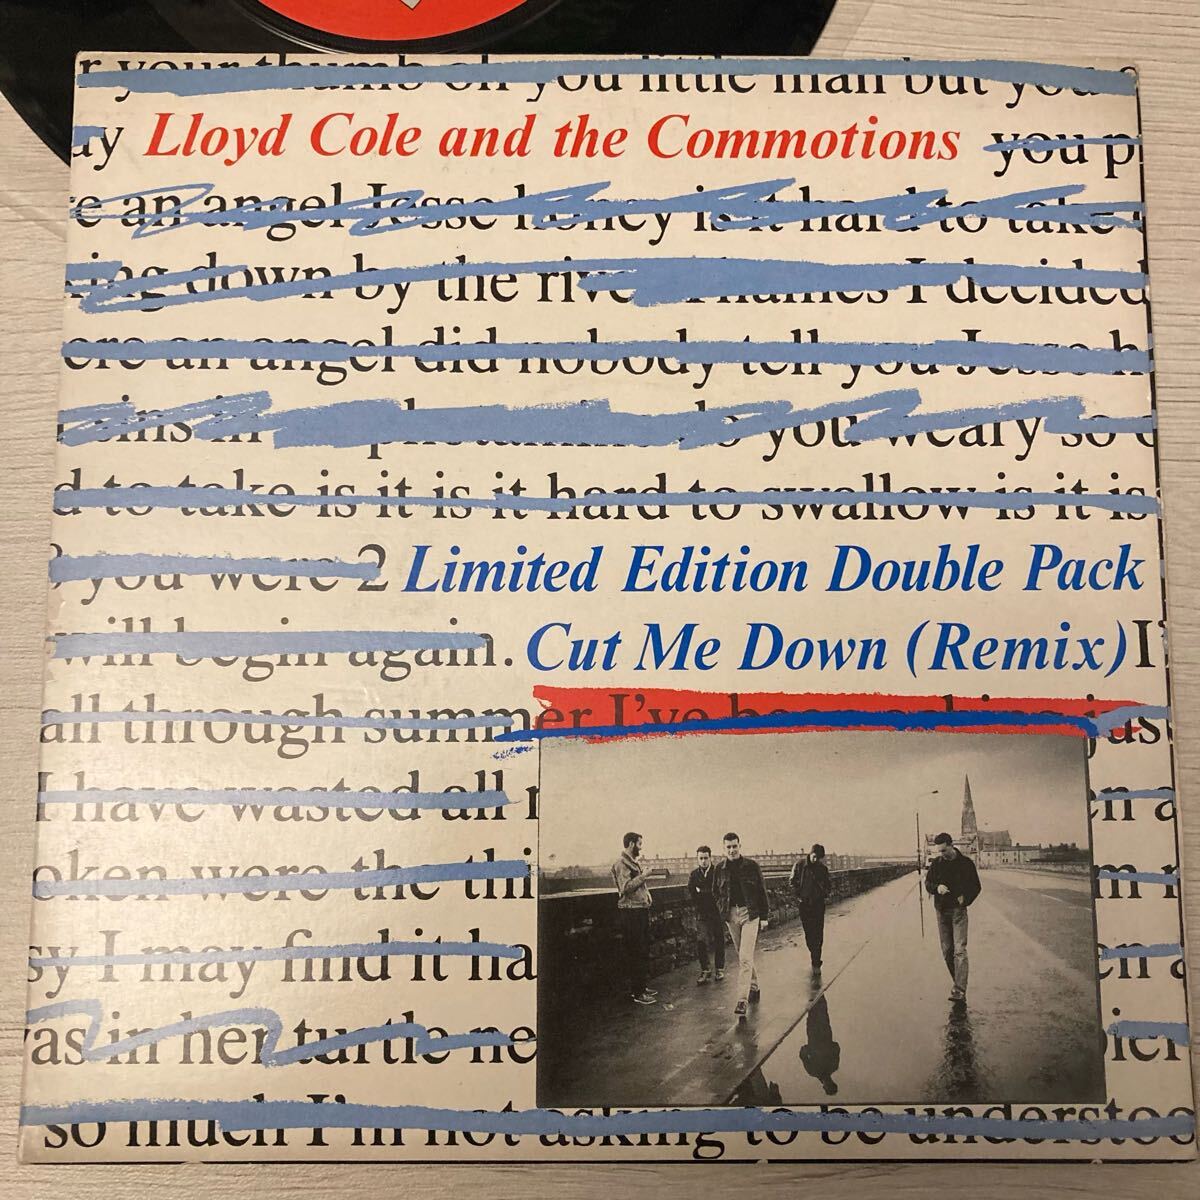 r your thumb oh you little man but you
ay Lloyd Cole and the Commotions you p
e an angel Jesse honey is it hard to take
ing down by the river Thames I decided
ere an angel did nobody tell you Jesse h
do you weary so
d to take is it is it hard to swallow is it is
you were 2 Limited Edition Double Pack
will begin again. Cut Me Down (Remix) I
all through summer I've been asking just
I have wasted all
oken were the thi
sy I may find it ha
as in her turtle ne
so much I'm not asking to be understoo